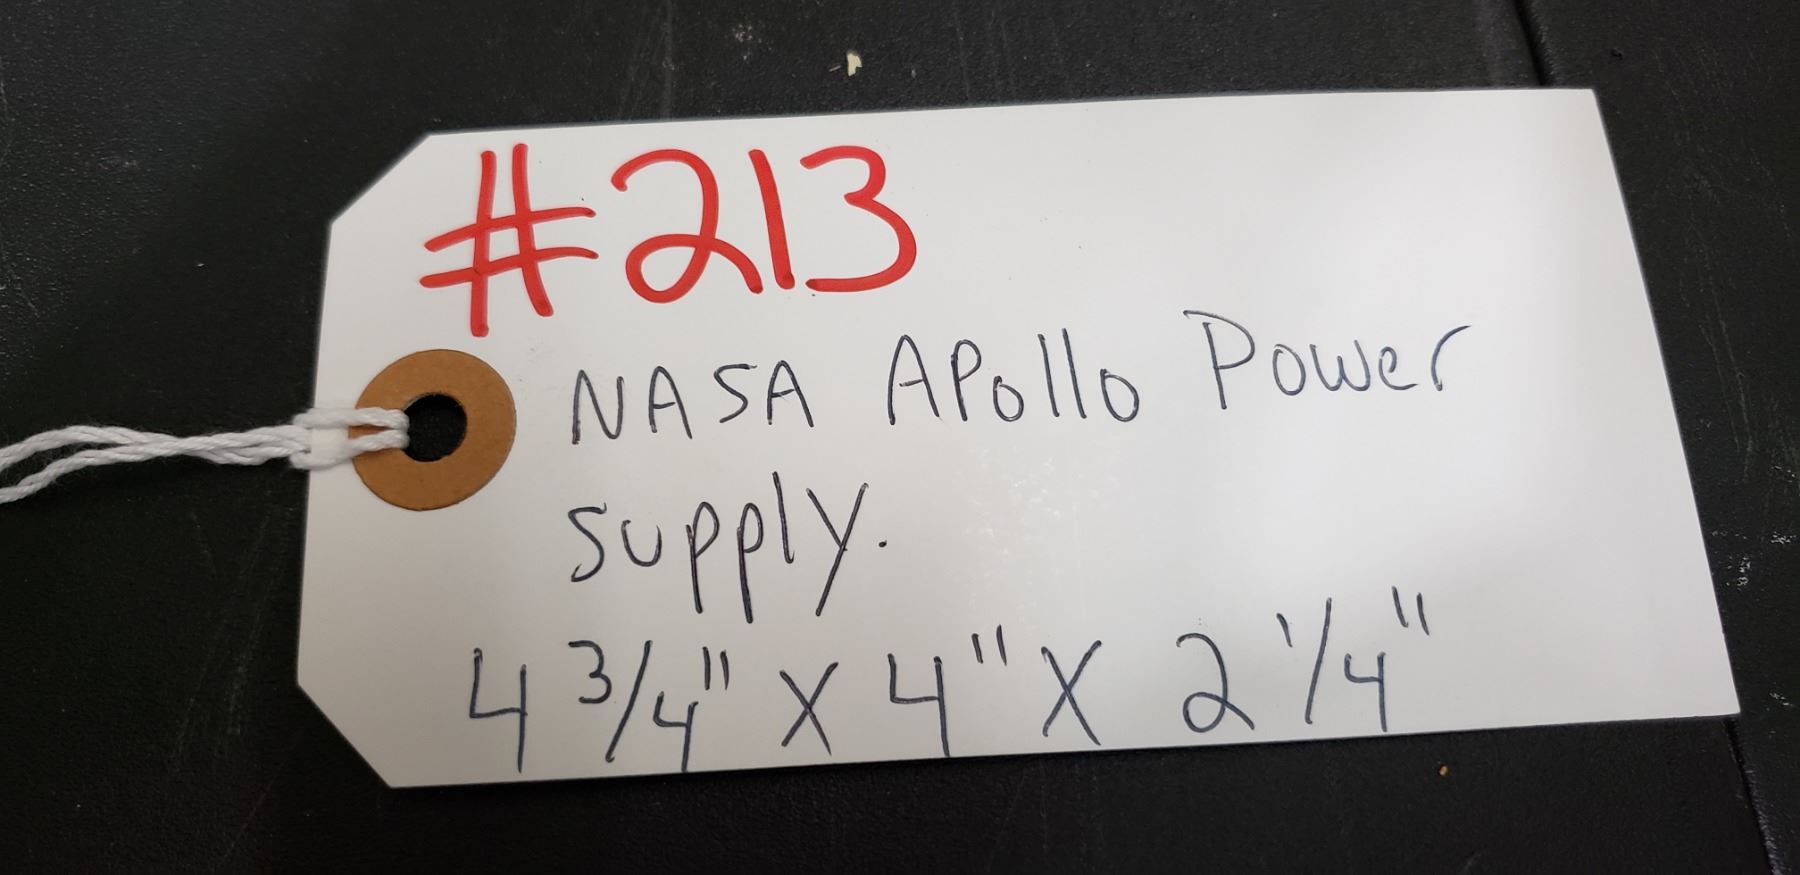 #213
NASA APollo Power
supply.
4 3/4" X 4" X 2 1/4"